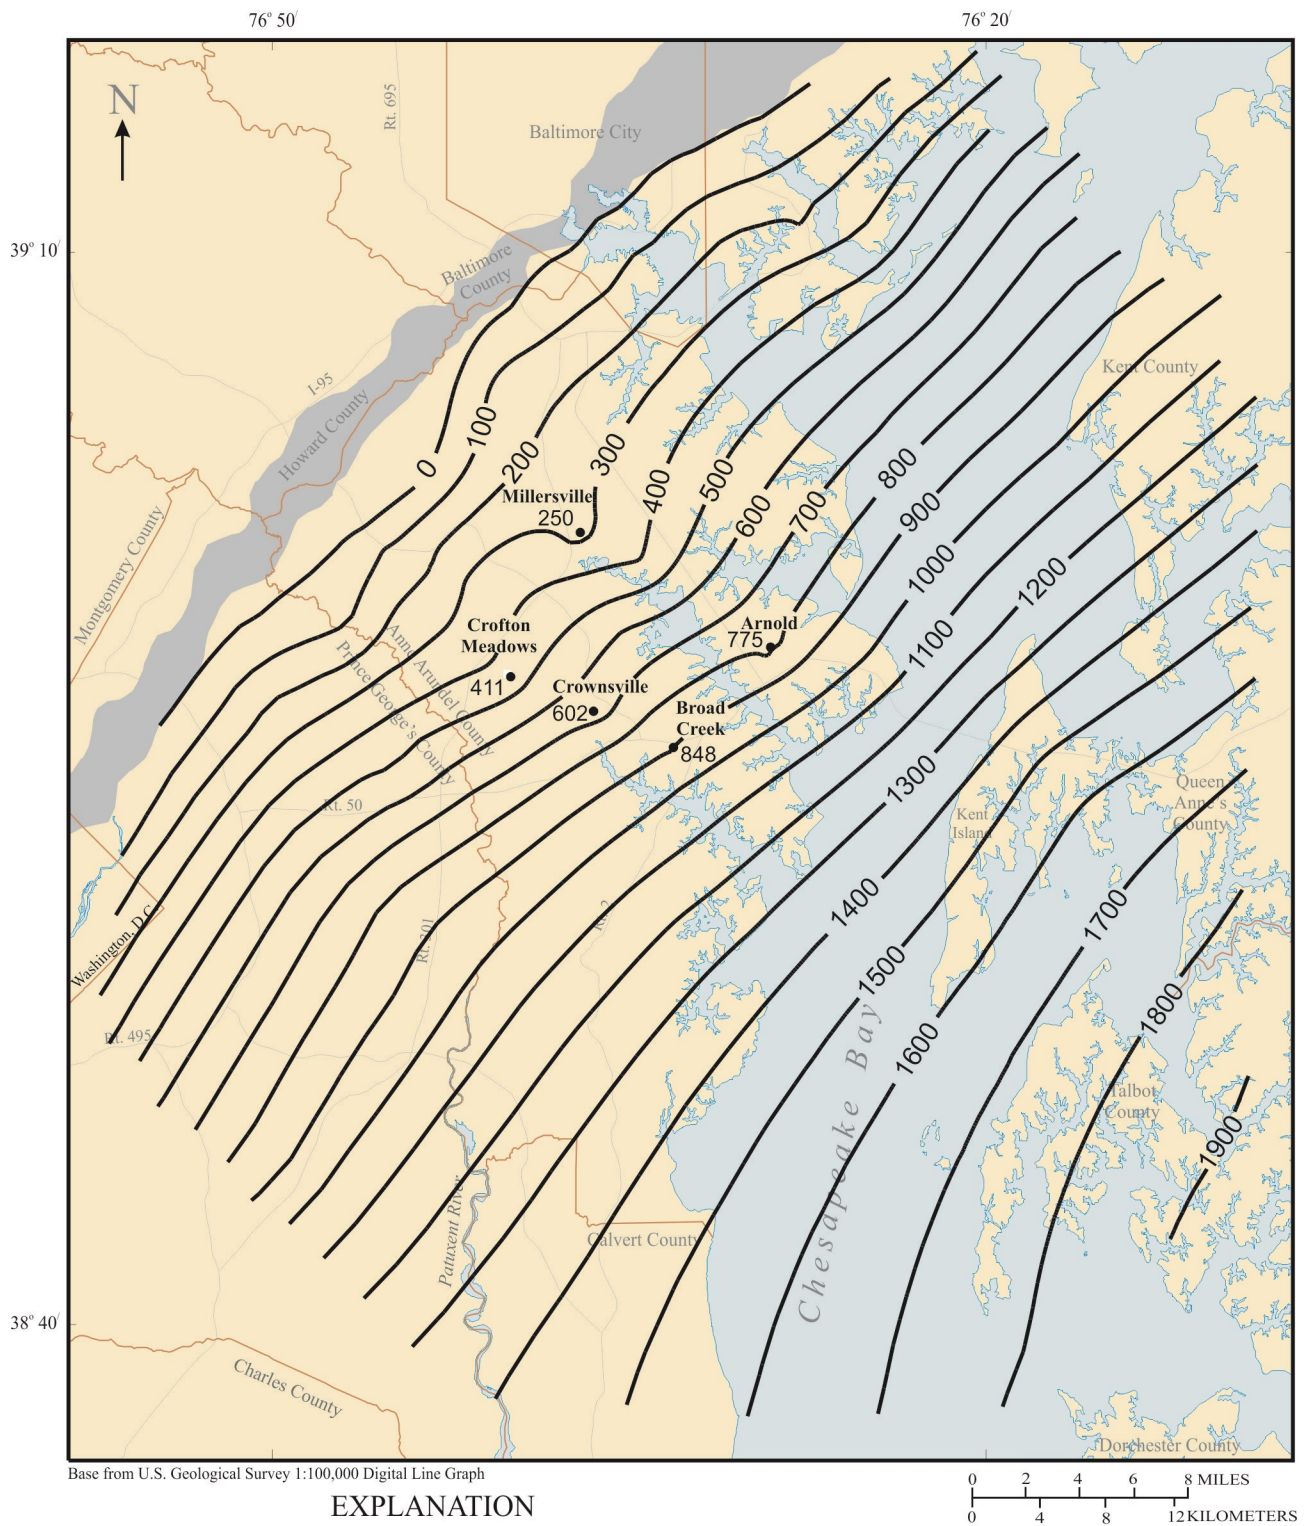 76° 50'
76° 20'
N
Rt. 695
Baltimore City
39° 10'
Baltimore
County
I-95
Howard County
Kent County
Montgomery County
0
100
200
300
400
500
600
700
800
900
1000
1100
1200
Millersville
250
Crofton
Meadows
411
Arnold
775
Crownsville
602
Broad
Creek
848
Anne Arundel County
Prince George's County
Rt. 50
1300
Kent
Island
Queen
Anne's
County
Washington, D.C.
Rt. 301
Rt. 2
1400
1500
1600
1700
1800
1900
Rt. 495
Chesapeake Bay
Talbot
County
Patuxent River
Calvert County
38° 40'
Charles County
Dorchester County
Base from U.S. Geological Survey 1:100,000 Digital Line Graph
EXPLANATION
0 2 4 6 8 MILES
0 4 8 12 KILOMETERS